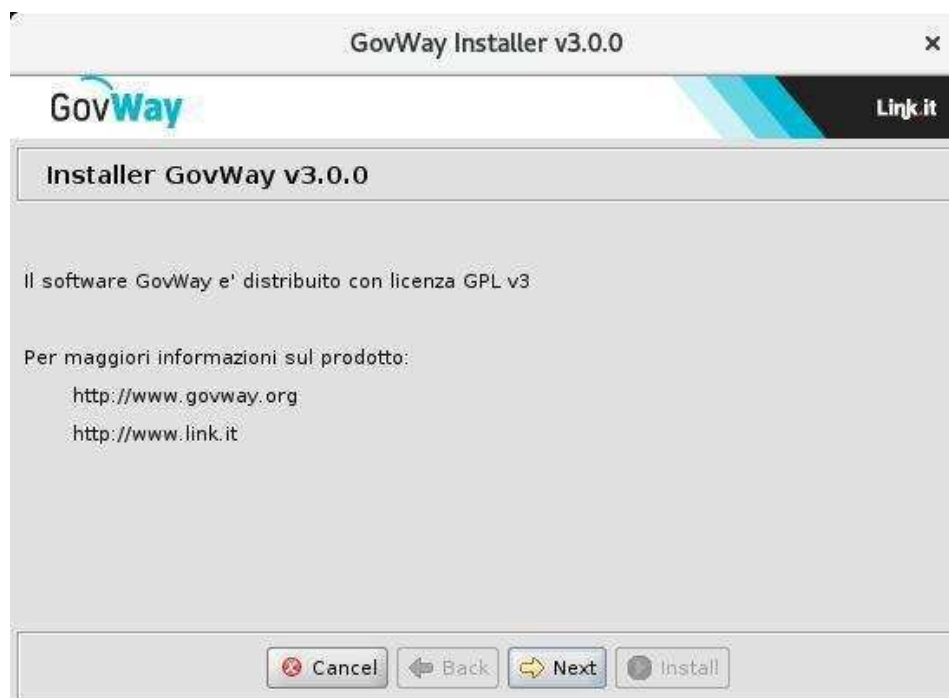 GovWay Installer v3.0.0
GovWay
Link.it
Installer GovWay v3.0.0
Il software GovWay e' distribuito con licenza GPL v3
Per maggiori informazioni sul prodotto:
http://www.govway.org
http://www.link.it
Cancel Back Next Install